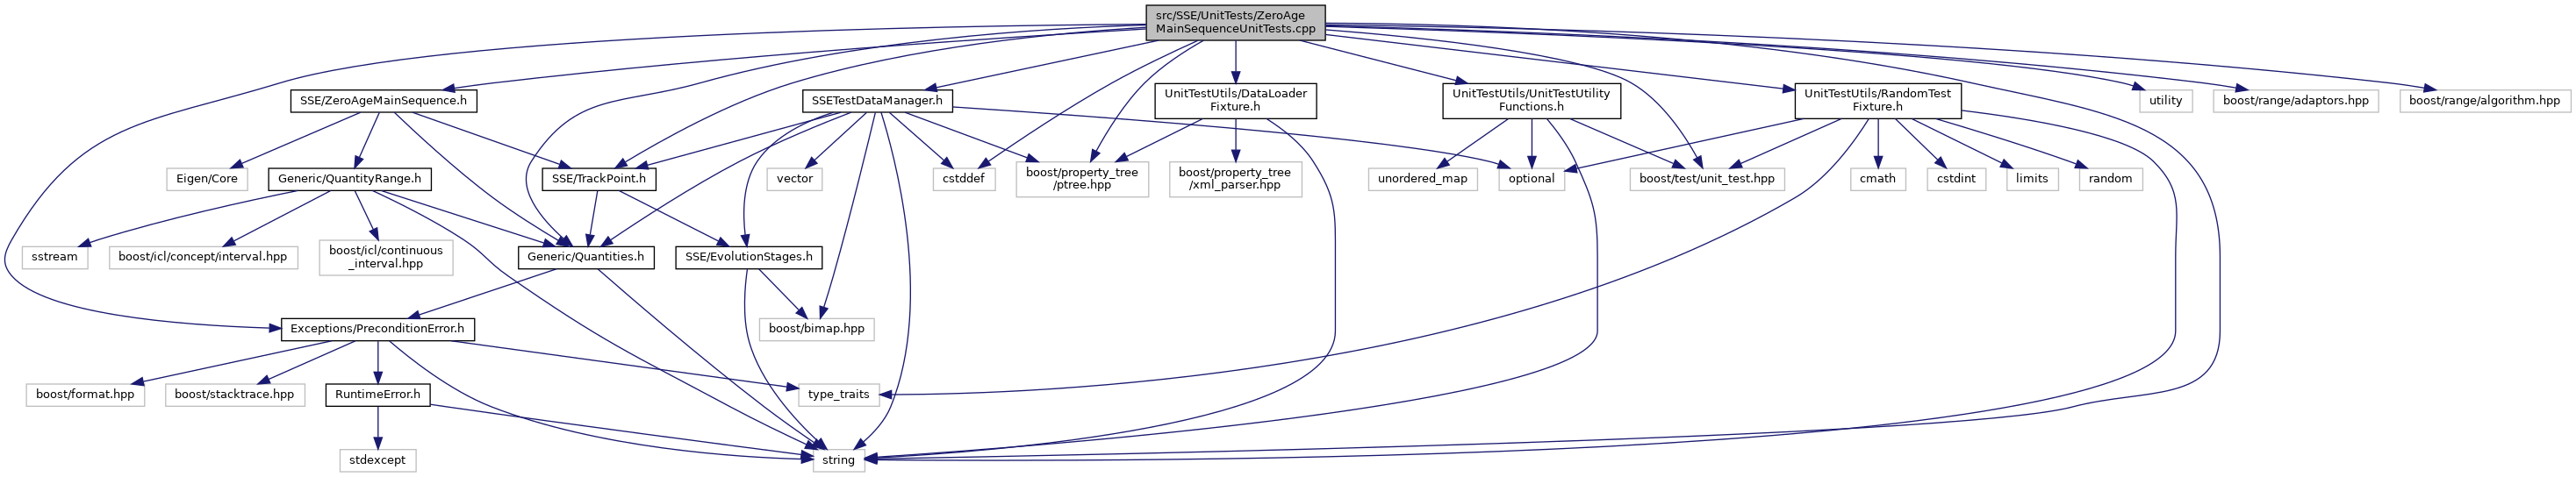 src/SSE/UnitTests/ZeroAge
MainSequenceUnitTests.cpp
SSE/ZeroAgeMainSequence.h
SSETestDataManager.h
UnitTestUtils/DataLoader
Fixture.h
UnitTestUtils/UnitTestUtility
Functions.h
UnitTestUtils/RandomTest
Fixture.h
utility
boost/range/adaptors.hpp
boost/range/algorithm.hpp
Eigen/Core
Generic/QuantityRange.h
SSE/TrackPoint.h
vector
cstddef
boost/property_tree
/ptree.hpp
boost/property_tree
/xml_parser.hpp
unordered_map
optional
boost/test/unit_test.hpp
cmath
cstdint
limits
random
sstream
boost/icl/concept/interval.hpp
boost/icl/continuous
_interval.hpp
Generic/Quantities.h
SSE/EvolutionStages.h
Exceptions/PreconditionError.h
boost/bimap.hpp
boost/format.hpp
boost/stacktrace.hpp
RuntimeError.h
type_traits
stdexcept
string